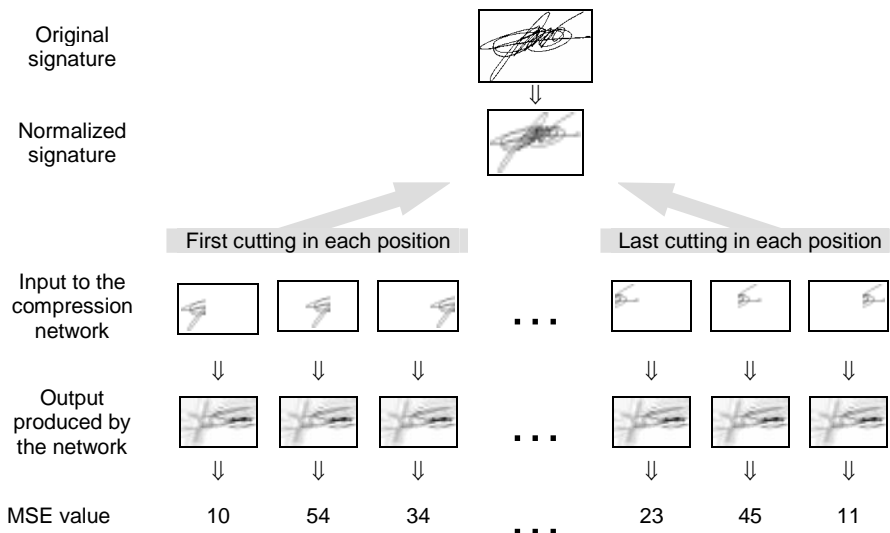 Original
signature
⇓
Normalized
signature
First cutting in each position Last cutting in each position
Input to the
compression
network
. . .
⇓ ⇓ ⇓ ⇓ ⇓ ⇓
Output
produced by
the network
. . .
⇓ ⇓ ⇓ ⇓ ⇓ ⇓
MSE value 10 54 34 . . . 23 45 11